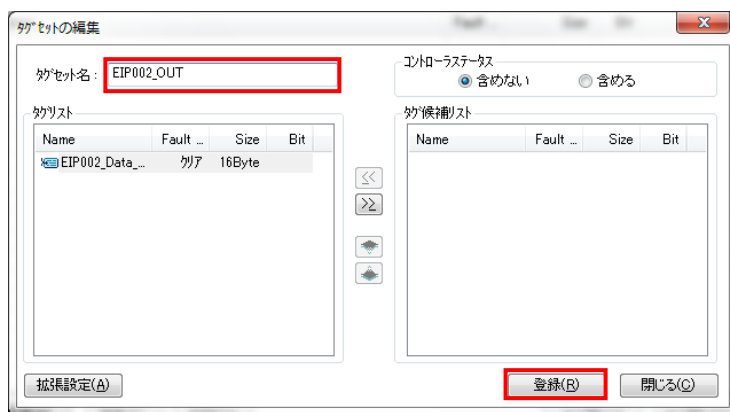 タグセットの編集
タグセット名： EIP002_OUT
コントローラステータス
含めない 含める
タグリスト
Name Fault ... Size Bit
EIP002_Data_... クリア 16Byte
タグ候補リスト
Name Fault ... Size Bit
<<
>>
拡張設定(A)
登録(R)
閉じる(C)